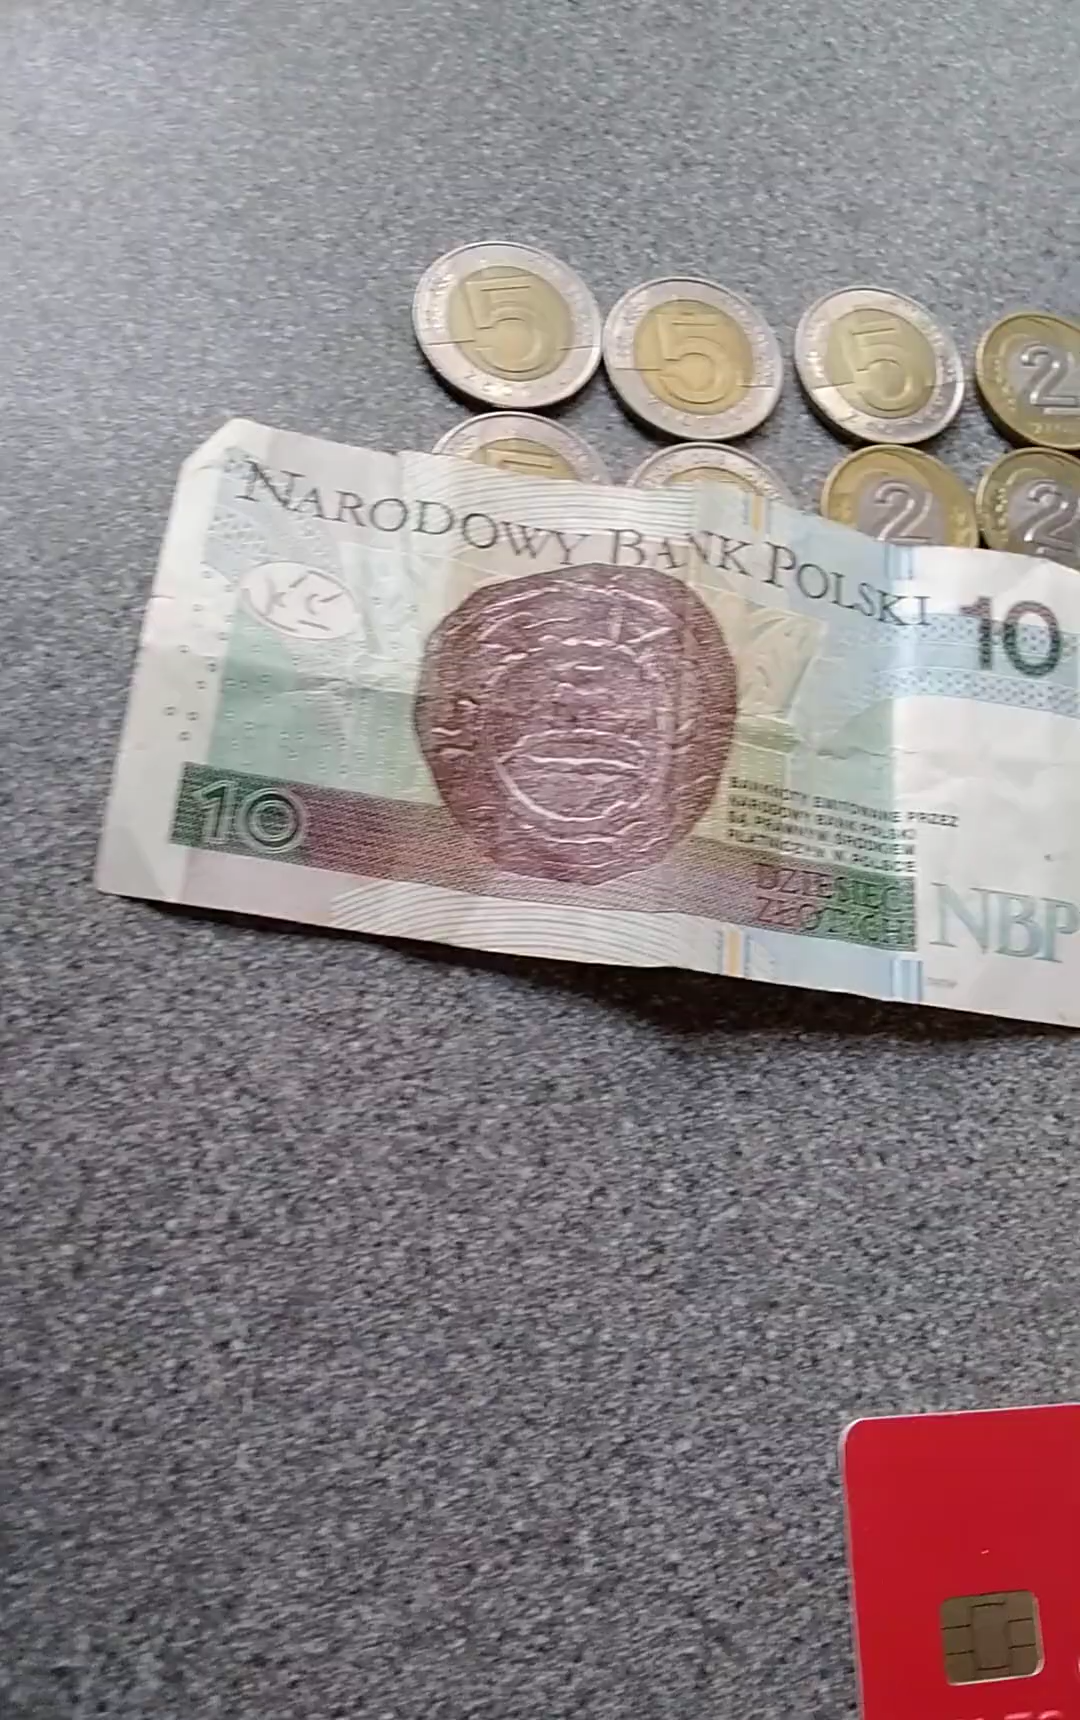 5
5
5
2
5
2
2
NARODOWY BANK POLSKI
10
10
BANKNOTY EMITOWANE PRZEZ
NARODOWY BANK POLSKI
SĄ PRAWNYM ŚRODKIEM
PŁATNICZYM W POLSCE
DZIESIĘĆ
ZŁOTYCH
NBP